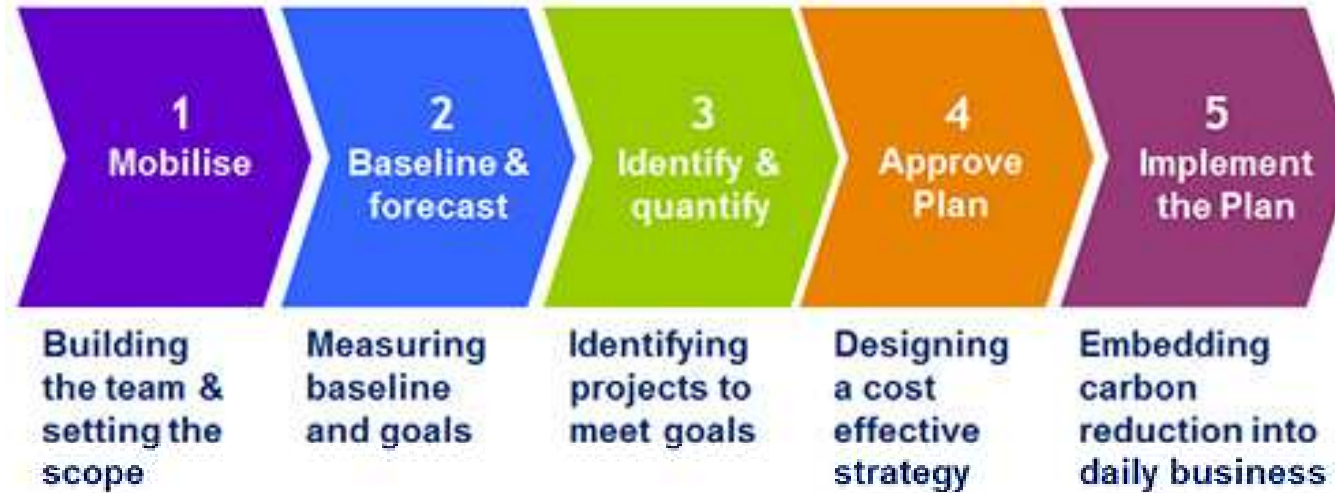 1
Mobilise
2
Baseline &
forecast
3
Identify &
quantify
4
Approve
Plan
5
Implement
the Plan
Building
the team &
setting the
scope
Measuring
baseline
and goals
Identifying
projects to
meet goals
Designing
a cost
effective
strategy
Embedding
carbon
reduction into
daily business